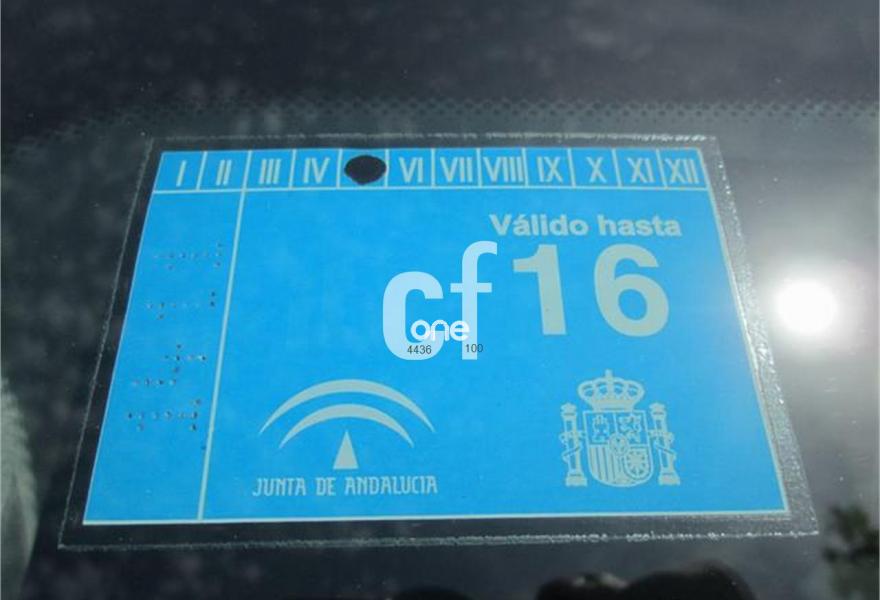 I II III IV VI VII VIII IX X XI XII
Válido hasta
16
cf
one
4436 100
JUNTA DE ANDALUCIA